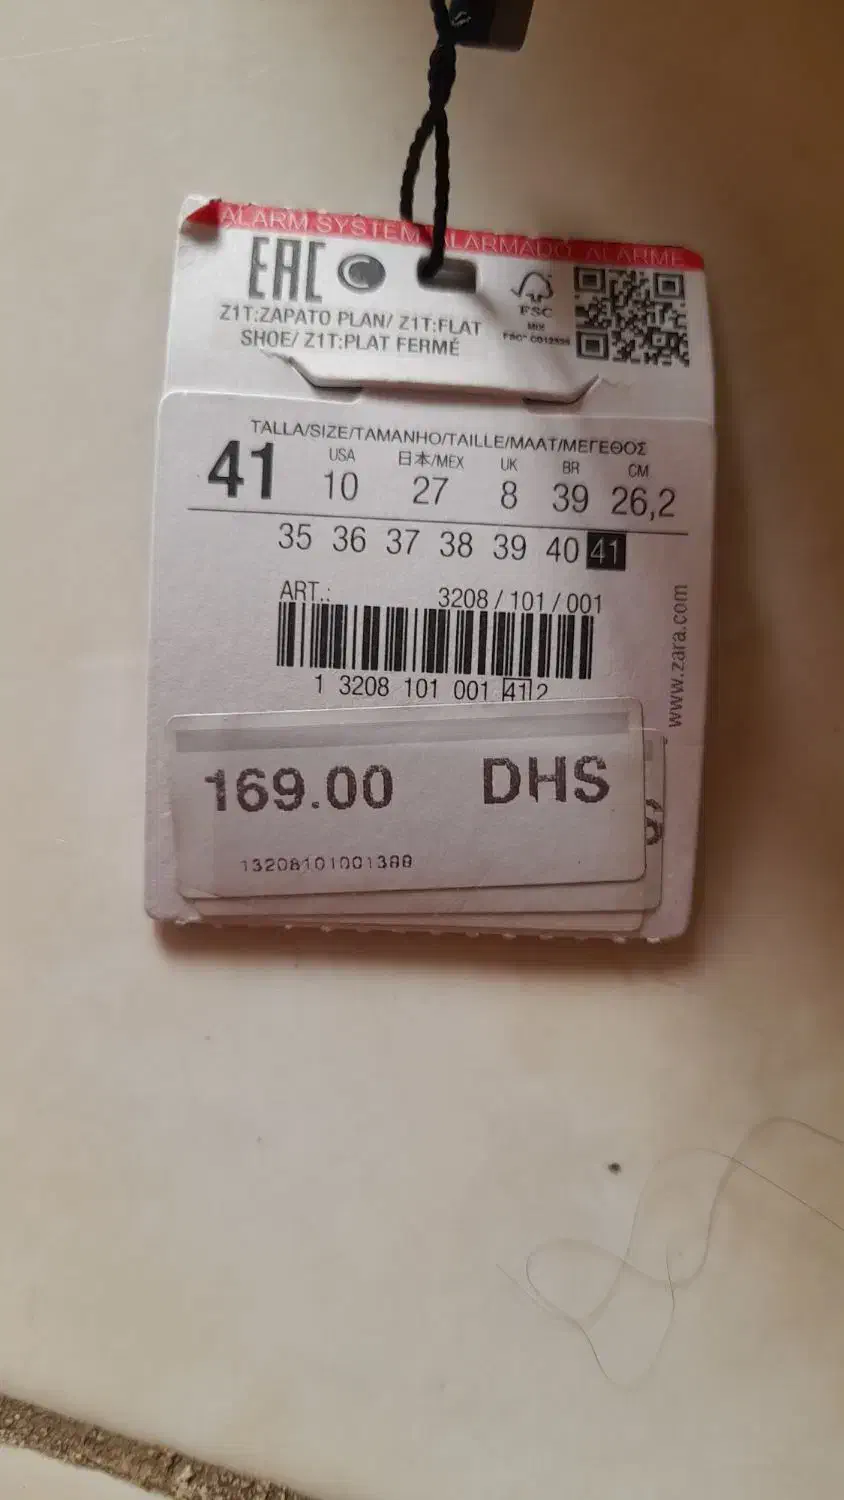 ALARM SYSTEM ALARMADO ALARME
EAC
FSC
MIX
Z1T:ZAPATO PLAN/ Z1T:FLAT
SHOE/ Z1T:PLAT FERMÉ
TALLA/SIZE/TAMANHO/TAILLE/MAAT/ΜΕΓΕΘΟΣ
USA 日本/MEX UK BR CM
41 10 27 8 39 26,2
35 36 37 38 39 40 41
ART.: 3208 / 101 / 001
1 3208 101 001 41 2
www.zara.com
169.00 DHS